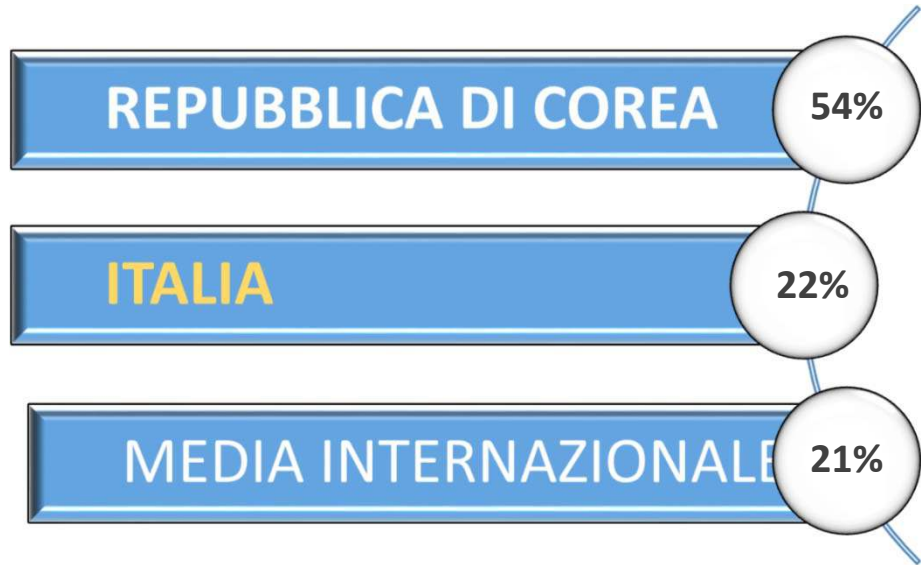 REPUBBLICA DI COREA 54%
ITALIA 22%
MEDIA INTERNAZIONALE 21%